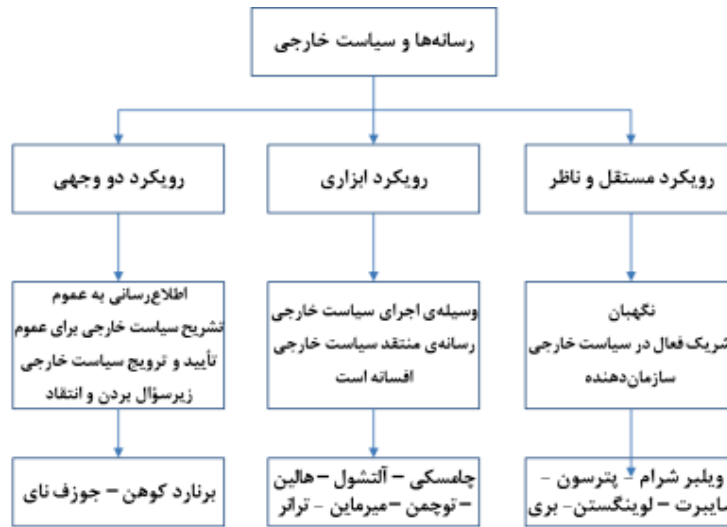 رسانه‌ها و سیاست خارجی
رویکرد مستقل و ناظر
رویکرد ابزاری
رویکرد دو وجهی
نگهبان
شریک فعال در سیاست خارجی
سازمان‌دهنده
وسیله‌ی اجرای سیاست خارجی
رسانه‌ی منتقد سیاست خارجی
افسانه است
اطلاع‌رسانی به عموم
تشریح سیاست خارجی برای عموم
تأیید و ترویج سیاست خارجی
زیرسؤال بردن و انتقاد
ویلبر شرام – پترسون –
سایبرت – لوینگستن- بری
چامسکی – آلتشول – هالین
– توچمن – میرماین - تراتر
برنارد کوهن – جوزف نای